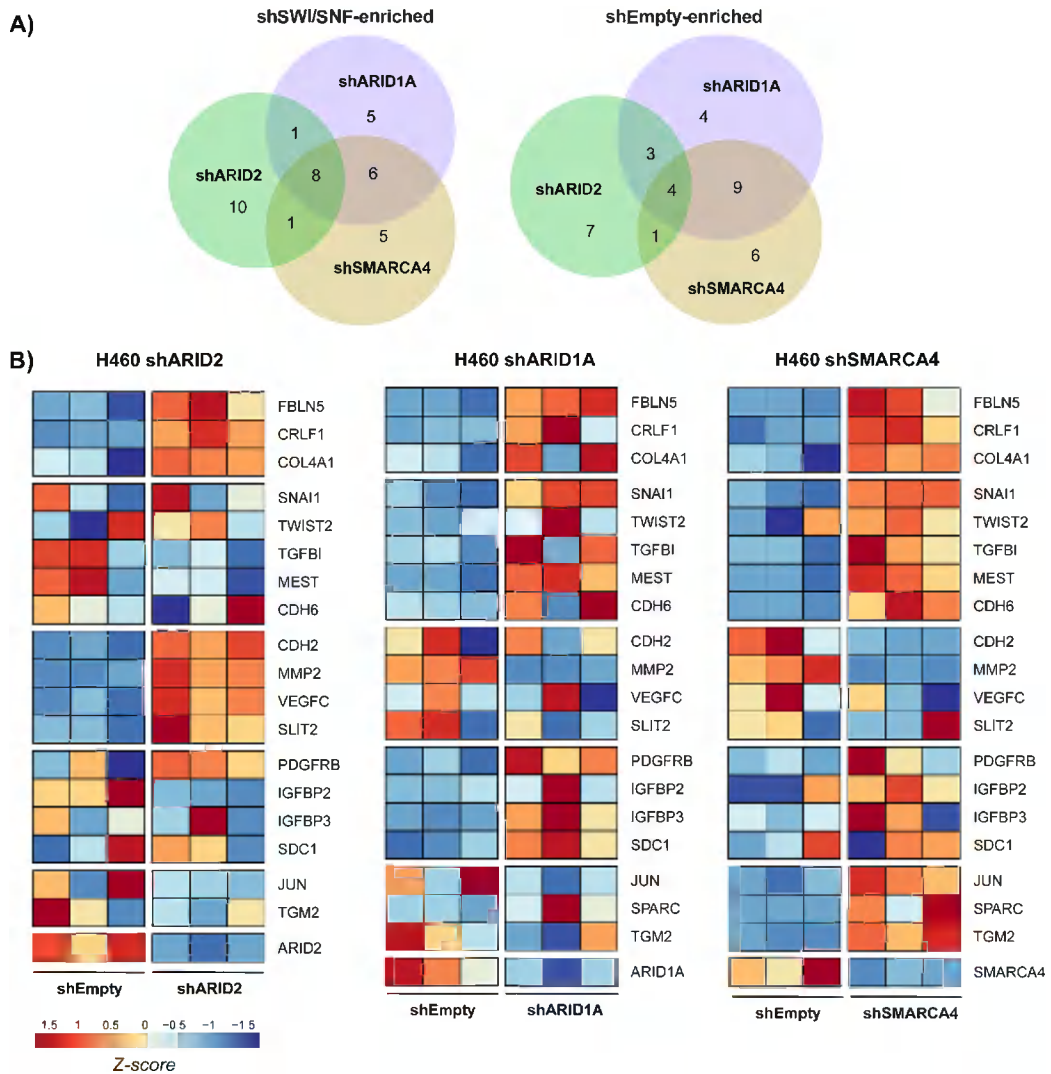 A)
shSWI/SNF-enriched
shEmpty-enriched
shARID1A
5
1
shARID2
8
6
10
1
5
shSMARCA4
shARID1A
4
3
shARID2
4
9
7
1
6
shSMARCA4
B)
H460 shARID2
H460 shARID1A
H460 shSMARCA4
FBLN5
CRLF1
COL4A1
SNAI1
TWIST2
TGFBI
MEST
CDH6
CDH2
MMP2
VEGFC
SLIT2
PDGFRB
IGFBP2
IGFBP3
SDC1
JUN
TGM2
ARID2
shEmpty
shARID2
FBLN5
CRLF1
COL4A1
SNAI1
TWIST2
TGFBI
MEST
CDH6
CDH2
MMP2
VEGFC
SLIT2
PDGFRB
IGFBP2
IGFBP3
SDC1
JUN
SPARC
TGM2
ARID1A
shEmpty
shARID1A
FBLN5
CRLF1
COL4A1
SNAI1
TWIST2
TGFBI
MEST
CDH6
CDH2
MMP2
VEGFC
SLIT2
PDGFRB
IGFBP2
IGFBP3
SDC1
JUN
SPARC
TGM2
SMARCA4
shEmpty
shSMARCA4
1.5 1 0.5 0 −0.5 −1 −1 5
Z-score